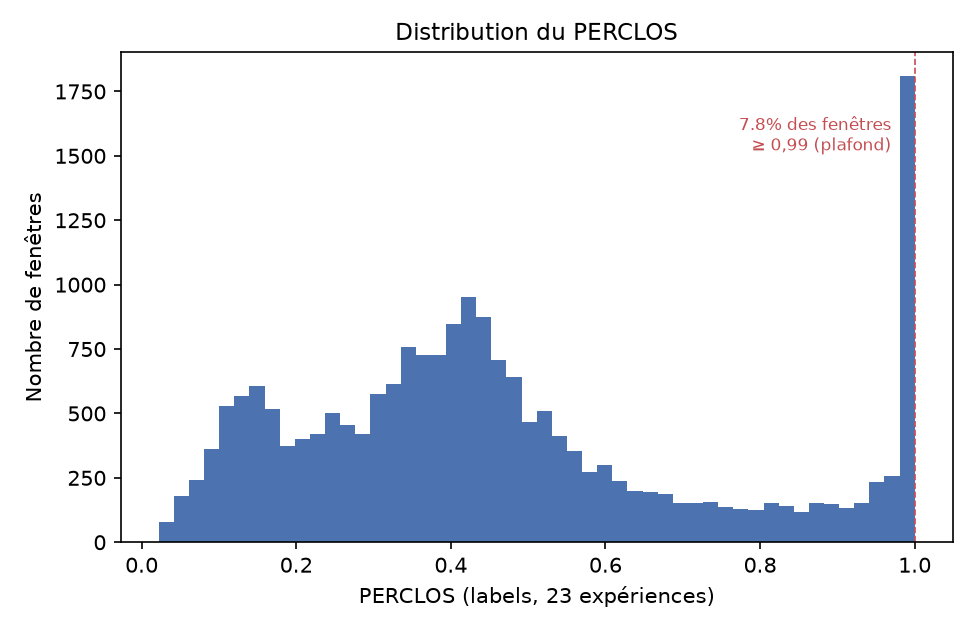 Distribution du PERCLOS
7.8% des fenêtres
≥ 0,99 (plafond)
Nombre de fenêtres
1750
1500
1250
1000
750
500
250
0
0.0 0.2 0.4 0.6 0.8 1.0
PERCLOS (labels, 23 expériences)